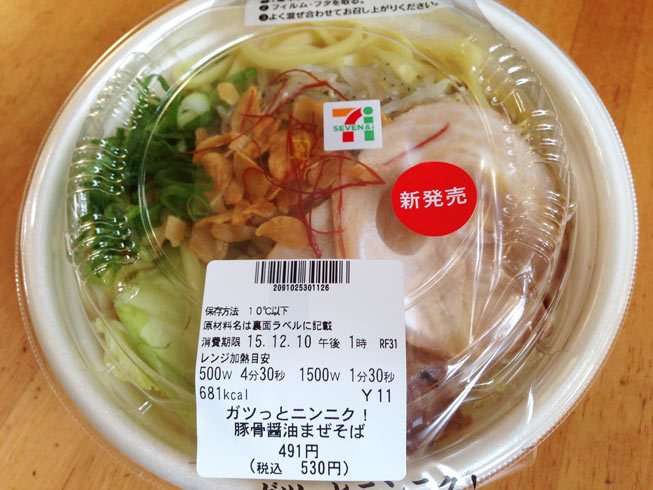 ❷フィルム・フタを取る。
❸よく混ぜ合わせてお召し上がりください。
SEVEN & i
新発売
2091025301126
保存方法 10℃以下
原材料名は裏面ラベルに記載
消費期限 15.12.10 午後 1時 RF31
レンジ加熱目安
500W 4分30秒 1500W 1分30秒
681kcal Y11
ガツっとニンニク!
豚骨醤油まぜそば
491円
(税込 530円)